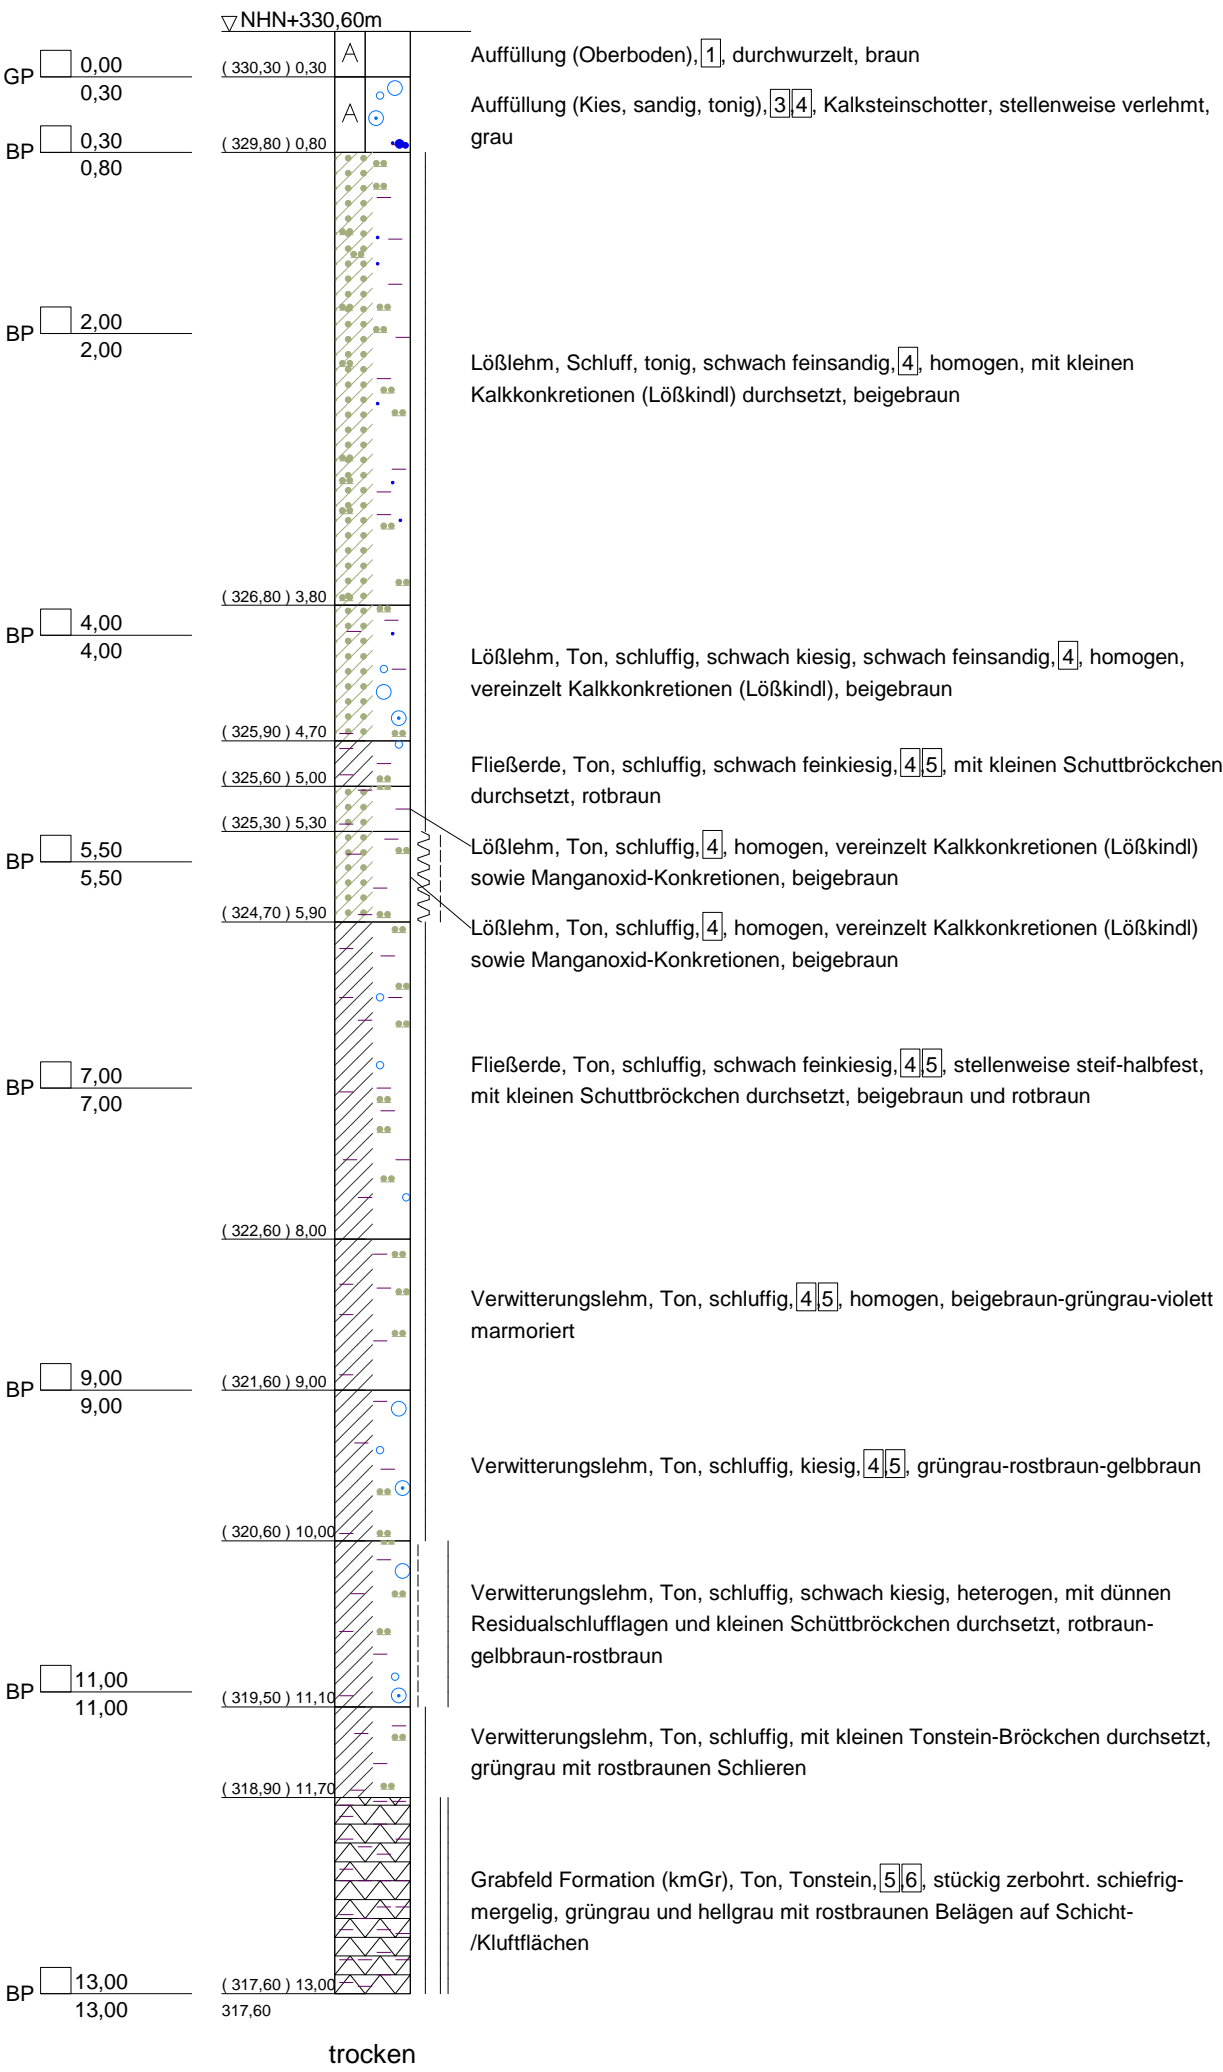 NHN+330,60m
A
Auffüllung (Oberboden), 1, durchwurzelt, braun
GP 0,00
0,30
( 330,30 ) 0,30
A
Auffüllung (Kies, sandig, tonig), 3, 4, Kalksteinschotter, stellenweise verlehmt,
grau
BP 0,30
0,80
( 329,80 ) 0,80
BP 2,00
2,00
Lößlehm, Schluff, tonig, schwach feinsandig, 4, homogen, mit kleinen
Kalkkonkretionen (Lößkindl) durchsetzt, beigebraun
( 326,80 ) 3,80
BP 4,00
4,00
Lößlehm, Ton, schluffig, schwach kiesig, schwach feinsandig, 4, homogen,
vereinzelt Kalkkonkretionen (Lößkindl), beigebraun
( 325,90 ) 4,70
Fließerde, Ton, schluffig, schwach feinkiesig, 4, 5, mit kleinen Schuttbröckchen
durchsetzt, rotbraun
( 325,60 ) 5,00
( 325,30 ) 5,30
Lößlehm, Ton, schluffig, 4, homogen, vereinzelt Kalkkonkretionen (Lößkindl)
sowie Manganoxid-Konkretionen, beigebraun
BP 5,50
5,50
( 324,70 ) 5,90
Lößlehm, Ton, schluffig, 4, homogen, vereinzelt Kalkkonkretionen (Lößkindl)
sowie Manganoxid-Konkretionen, beigebraun
BP 7,00
7,00
Fließerde, Ton, schluffig, schwach feinkiesig, 4, 5, stellenweise steif-halbfest,
mit kleinen Schuttbröckchen durchsetzt, beigebraun und rotbraun
( 322,60 ) 8,00
Verwitterungslehm, Ton, schluffig, 4, 5, homogen, beigebraun-grüngrau-violett
marmoriert
BP 9,00
9,00
( 321,60 ) 9,00
Verwitterungslehm, Ton, schluffig, kiesig, 4, 5, grüngrau-rostbraun-gelbbraun
( 320,60 ) 10,00
Verwitterungslehm, Ton, schluffig, schwach kiesig, heterogen, mit dünnen
Residualschlufflagen und kleinen Schüttbröckchen durchsetzt, rotbraun-
gelbbraun-rostbraun
BP 11,00
11,00
( 319,50 ) 11,10
Verwitterungslehm, Ton, schluffig, mit kleinen Tonstein-Bröckchen durchsetzt,
grüngrau mit rostbraunen Schlieren
( 318,90 ) 11,70
Grabfeld Formation (kmGr), Ton, Tonstein, 5, 6, stückig zerbohrt. schiefrig-
mergelig, grüngrau und hellgrau mit rostbraunen Belägen auf Schicht-
/Kluftflächen
BP 13,00
13,00
( 317,60 ) 13,00
317,60
trocken